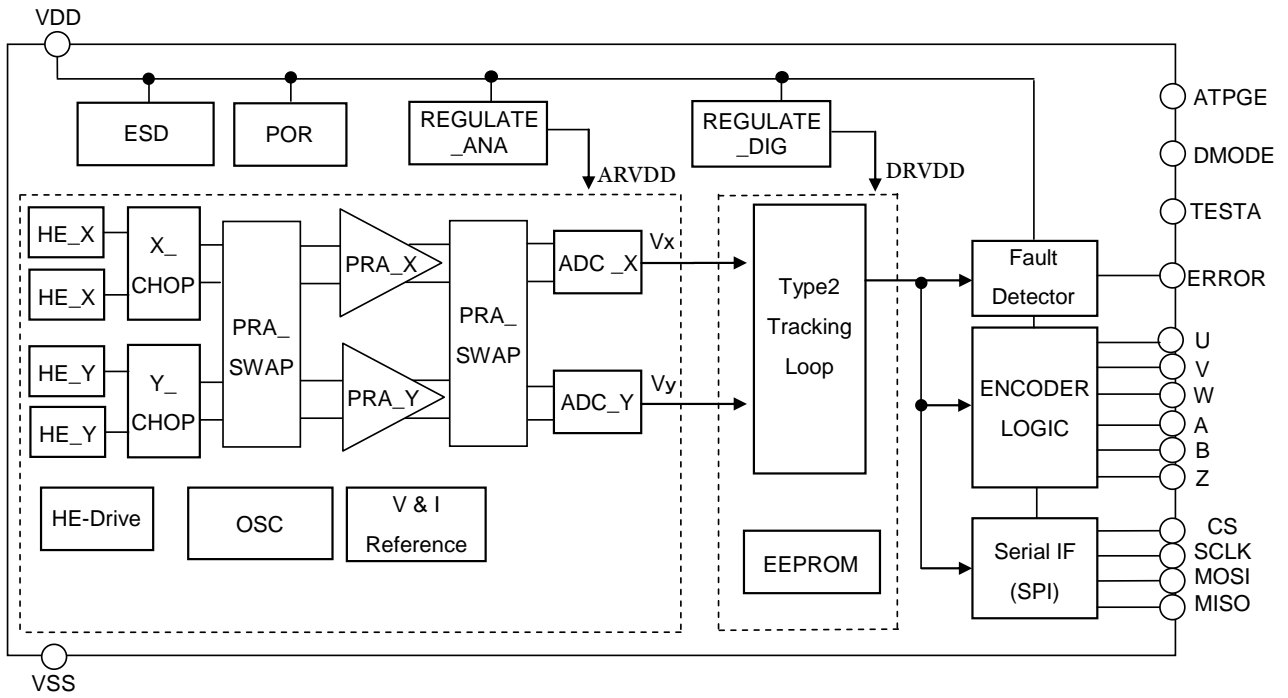 VDD
ESD
POR
REGULATE
_ANA
REGULATE
_DIG
ARVDD
DRVDD
ATPGE
DMODE
TESTA
ERROR
HE_X
HE_X
X_
CHOP
HE_Y
HE_Y
Y_
CHOP
PRA_
SWAP
PRA_X
PRA_Y
PRA_
SWAP
ADC _X
ADC_Y
Vx
Vy
Type2
Tracking
Loop
Fault
Detector
ENCODER
LOGIC
Serial IF
(SPI)
U
V
W
A
B
Z
CS
SCLK
MOSI
MISO
HE-Drive
OSC
V & I
Reference
EEPROM
VSS